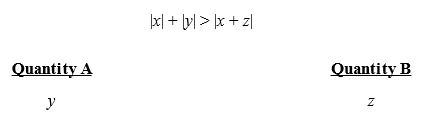 |x| + |y| > |x + z|
Quantity A Quantity B
y z